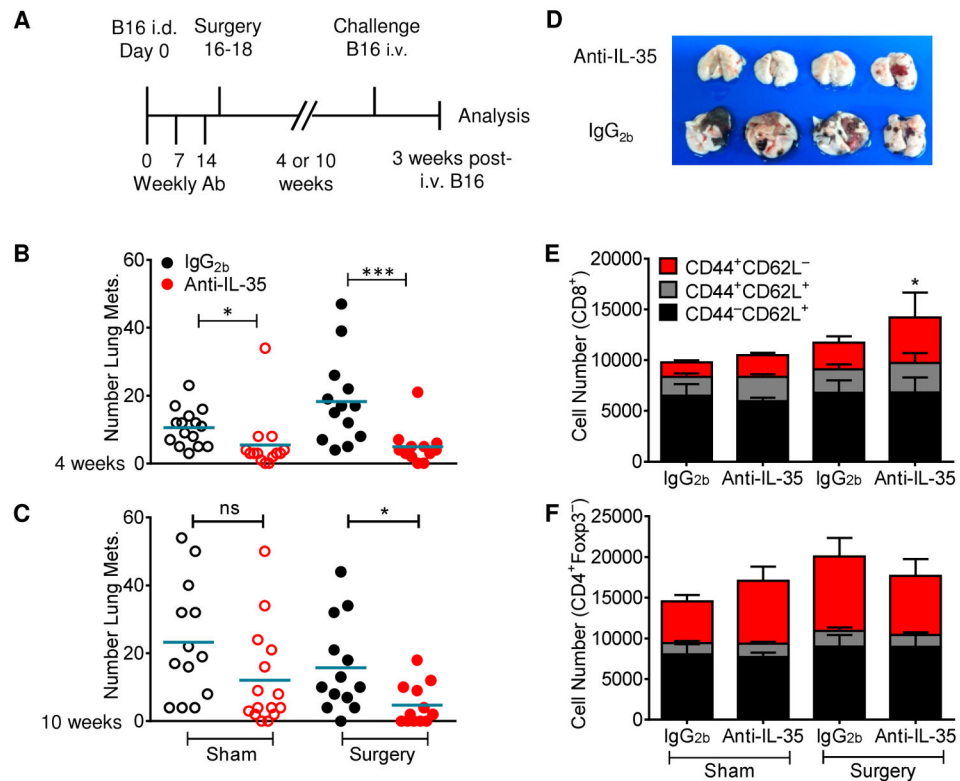 A
B16 i.d.
Day 0
Surgery
16-18
Challenge
B16 i.v.
Analysis
0
7
14
Weekly Ab
4 or 10
weeks
3 weeks post-
i.v. B16
D
Anti-IL-35
IgG2b
B
Number Lung Mets.
60
40
20
0
4 weeks
IgG2b
Anti-IL-35
*
***
C
Number Lung Mets.
60
40
20
0
10 weeks
ns
*
Sham
Surgery
E
Cell Number (CD8+)
20000
15000
10000
5000
0
CD44+CD62L−
CD44+CD62L+
CD44−CD62L+
*
IgG2b
Anti-IL-35
IgG2b
Anti-IL-35
F
Cell Number (CD4+Foxp3−)
25000
20000
15000
10000
5000
0
IgG2b
Anti-IL-35
IgG2b
Anti-IL-35
Sham
Surgery